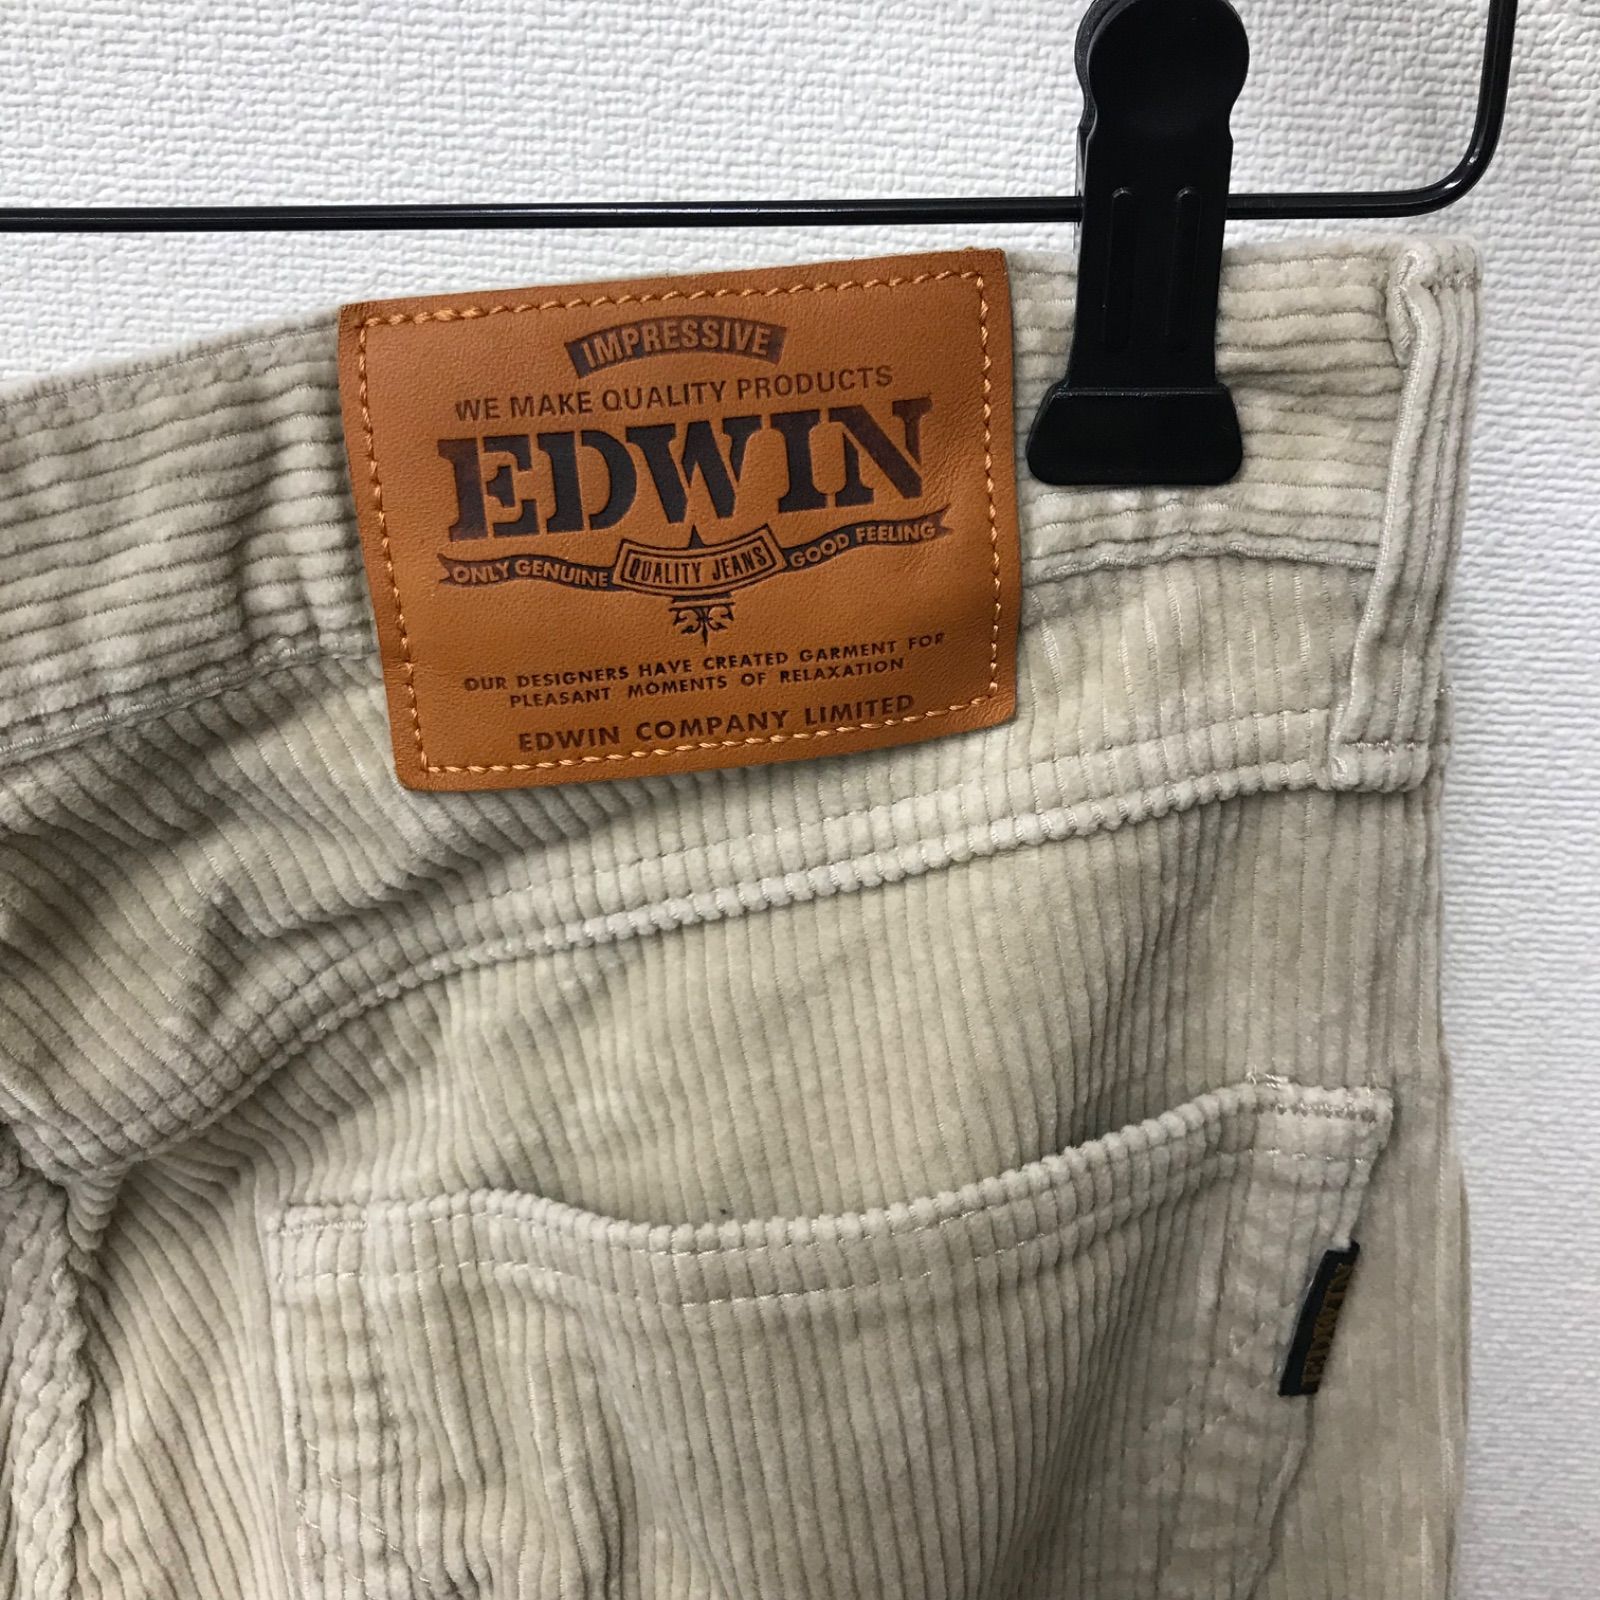 IMPRESSIVE
WE MAKE QUALITY PRODUCTS
EDWIN
ONLY GENUINE QUALITY JEANS GOOD FEELING
OUR DESIGNERS HAVE CREATED GARMENT FOR
PLEASANT MOMENTS OF RELAXATION
EDWIN COMPANY LIMITED
EDWIN